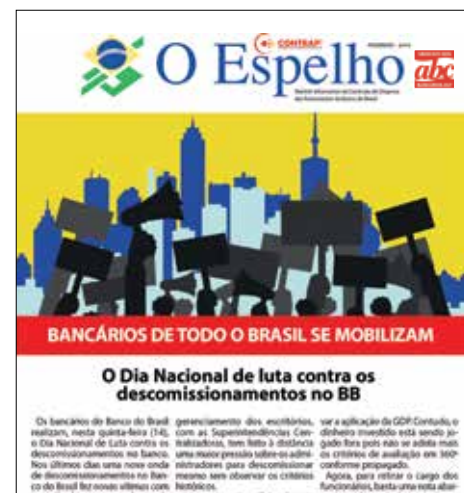 CONTRAF
FEVEREIRO - 2019
O Espelho
abc
BANCÁRIOS DE TODO O BRASIL SE MOBILIZAM
O Dia Nacional de luta contra os
descomissionamentos no BB
Os bancários do Banco do Brasil
realizam, nesta quinta-feira (14),
o Dia Nacional de Luta contra os
descomissionamentos no banco.
Nos últimos dias uma nova onda
de descomissionamentos no Ban-
co do Brasil fez novas vítimas com
gerenciamento dos escritórios,
com as Superintendências Cen-
tralizadoras, tem feito à distância
uma maior pressão sobre os admi-
nistradores para descomissionar
mesmo sem observar os critérios
históricos.
var a aplicação da GDP. Contudo, o
dinheiro investido está sendo jo-
gado fora pois não se adota mais
os critérios de avaliação em 360º
conforme propagado.
Agora, para retirar o cargo dos
funcionários, basta uma nota abai-